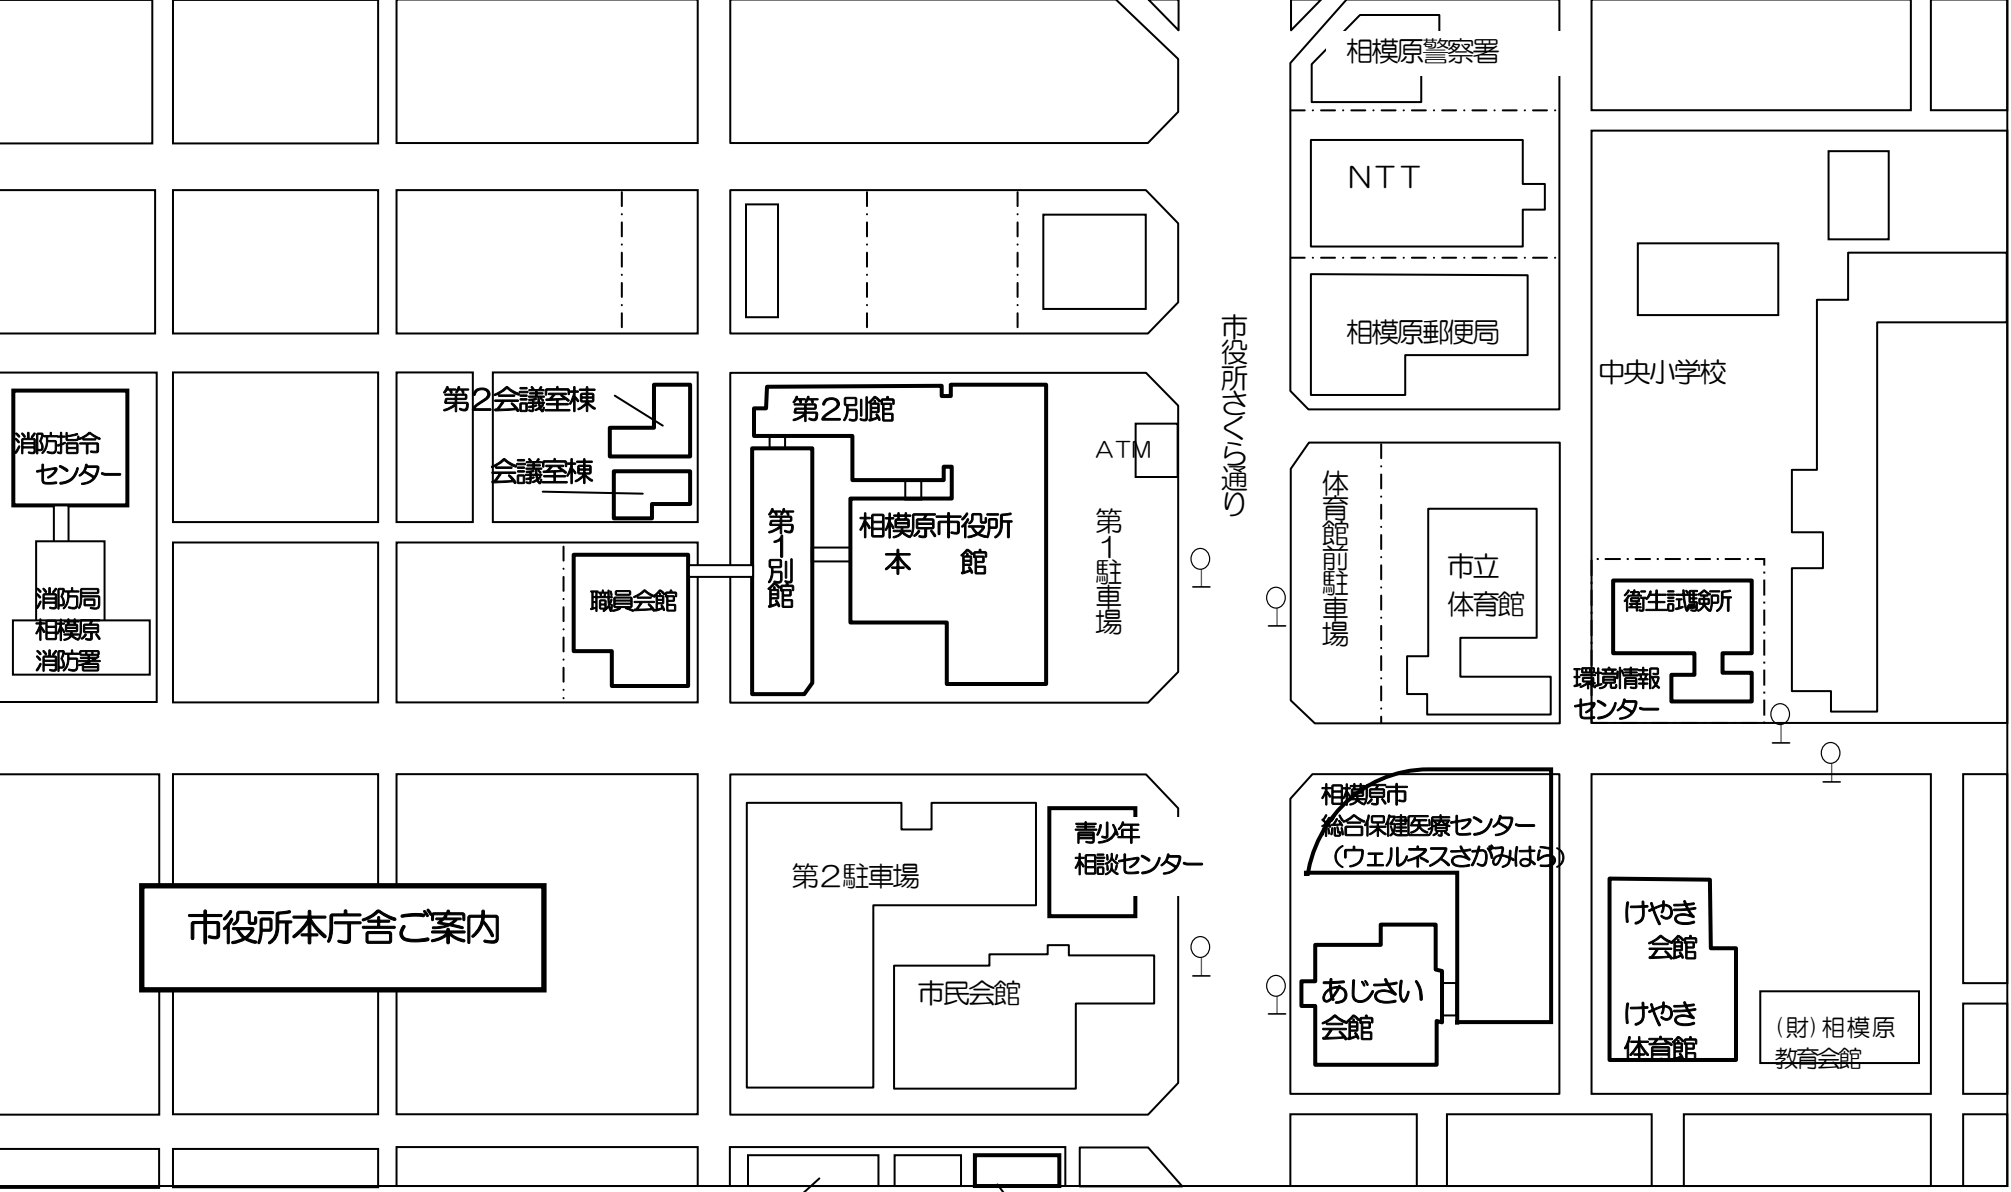 相模原警察署
NTT
相模原郵便局
中央小学校
市役所さくら通り
第2会議室棟
会議室棟
第2別館
消防指令
センター
ATM
第1別館
相模原市役所
本　館
第1駐車場
体育館前駐車場
市立
体育館
職員会館
消防局
相模原
消防署
衛生試験所
環境情報
センター
相模原市
総合保健医療センター
（ウェルネスさがみはら）
青少年
相談センター
第2駐車場
市役所本庁舎ご案内
けやき
会館
けやき
体育館
市民会館
あじさい
会館
(財)相模原
教育会館